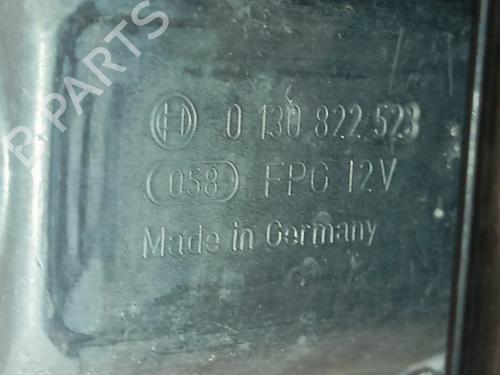 B-PARTS
0 130 822 523
058 FPG 12V
Made in Germany